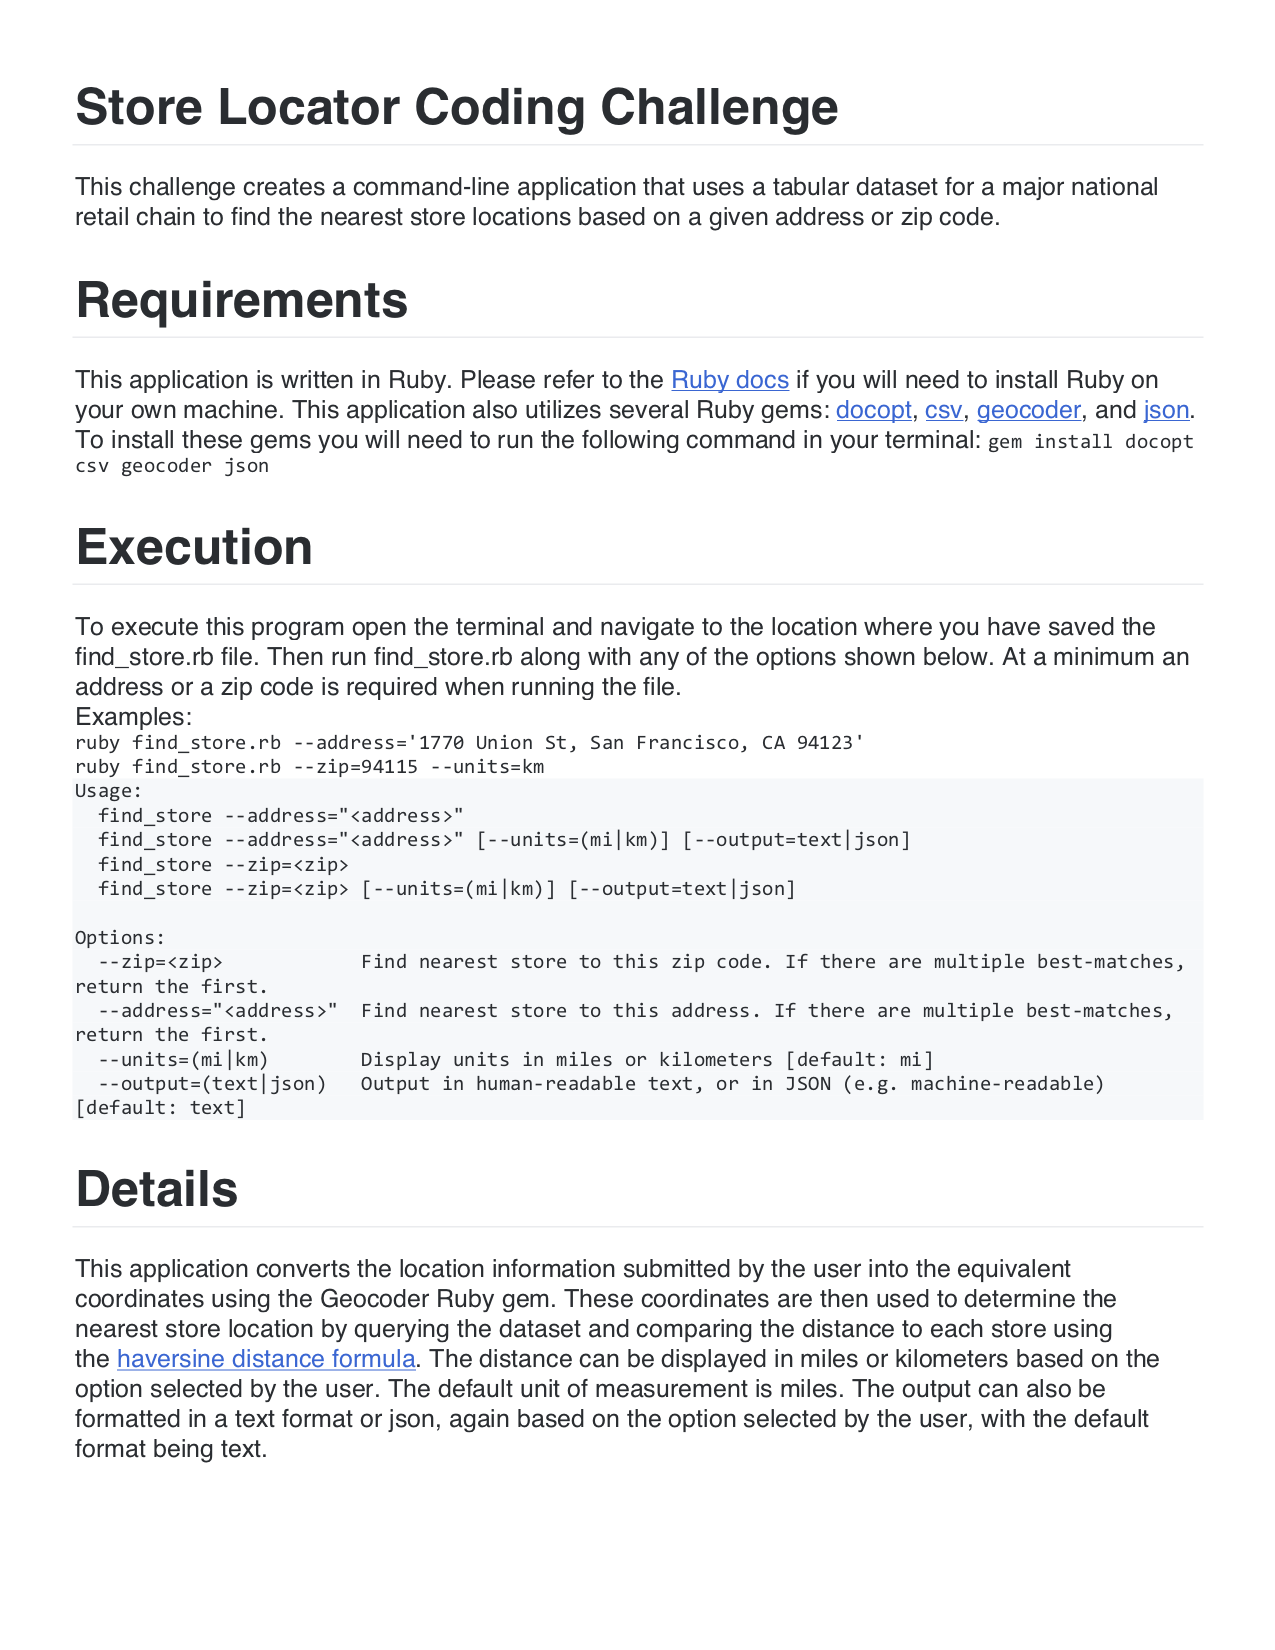 Store Locator Coding Challenge
This challenge creates a command-line application that uses a tabular dataset for a major national
retail chain to find the nearest store locations based on a given address or zip code.
Requirements
This application is written in Ruby. Please refer to the Ruby docs if you will need to install Ruby on
your own machine. This application also utilizes several Ruby gems: docopt, csv, geocoder, and json.
To install these gems you will need to run the following command in your terminal: gem install docopt
csv geocoder json
Execution
To execute this program open the terminal and navigate to the location where you have saved the
find_store.rb file. Then run find_store.rb along with any of the options shown below. At a minimum an
address or a zip code is required when running the file.
Examples:
ruby find_store.rb --address='1770 Union St, San Francisco, CA 94123'
ruby find_store.rb --zip=94115 --units=km
Usage:
  find_store --address="<address>"
  find_store --address="<address>" [--units=(mi|km)] [--output=text|json]
  find_store --zip=<zip>
  find_store --zip=<zip> [--units=(mi|km)] [--output=text|json]

Options:
  --zip=<zip>            Find nearest store to this zip code. If there are multiple best-matches,
return the first.
  --address="<address>"  Find nearest store to this address. If there are multiple best-matches,
return the first.
  --units=(mi|km)        Display units in miles or kilometers [default: mi]
  --output=(text|json)   Output in human-readable text, or in JSON (e.g. machine-readable)
[default: text]
Details
This application converts the location information submitted by the user into the equivalent
coordinates using the Geocoder Ruby gem. These coordinates are then used to determine the
nearest store location by querying the dataset and comparing the distance to each store using
the haversine distance formula. The distance can be displayed in miles or kilometers based on the
option selected by the user. The default unit of measurement is miles. The output can also be
formatted in a text format or json, again based on the option selected by the user, with the default
format being text.